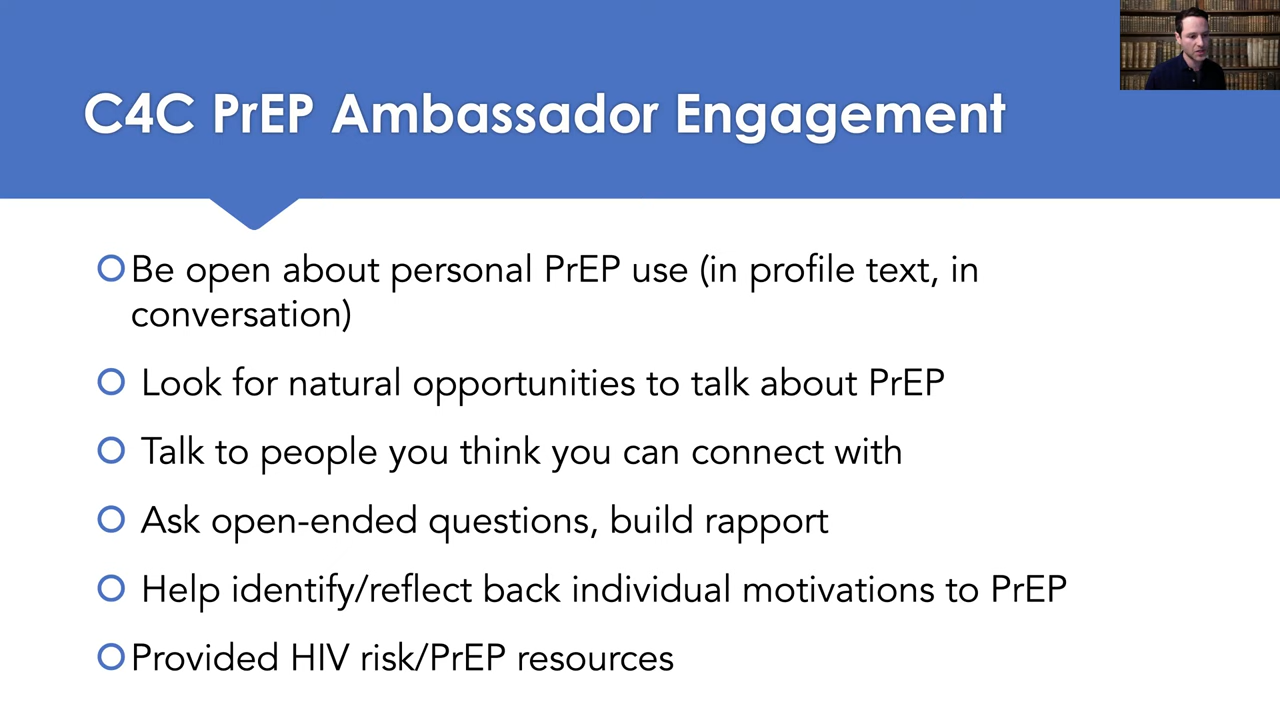 C4C PrEP Ambassador Engagement
Be open about personal PrEP use (in profile text, in
conversation)
Look for natural opportunities to talk about PrEP
Talk to people you think you can connect with
Ask open-ended questions, build rapport
Help identify/reflect back individual motivations to PrEP
Provided HIV risk/PrEP resources